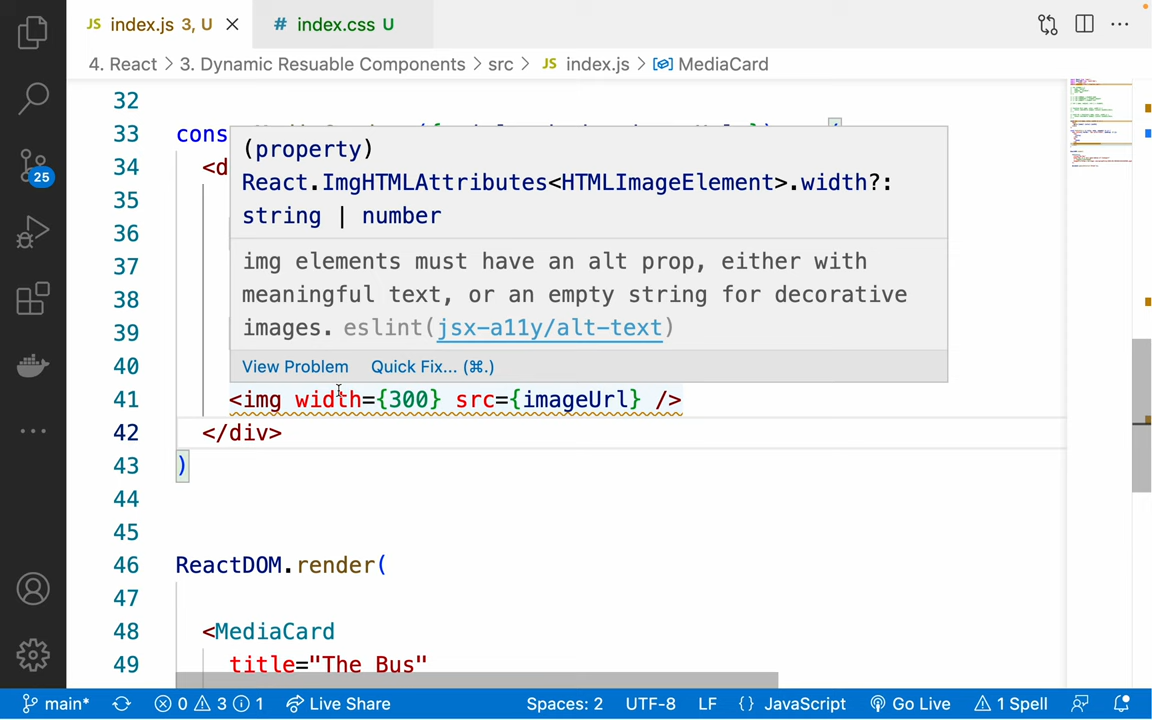 JS index.js 3, U
# index.css U
4. React > 3. Dynamic Resuable Components > src > JS index.js > MediaCard
32
33 cons
34 <d
(property)
React.ImgHTMLAttributes<HTMLImageElement>.width?:
string | number
img elements must have an alt prop, either with
meaningful text, or an empty string for decorative
images. eslint(jsx-a11y/alt-text)
View Problem Quick Fix... (⌘.)
35
36
37
38
39
40
41 <img width={300} src={imageUrl} />
42 </div>
43 )
44
45
46 ReactDOM.render(
47
48 <MediaCard
49 title="The Bus"
25
main* 0 3 1 Live Share Spaces: 2 UTF-8 LF {} JavaScript Go Live 1 Spell